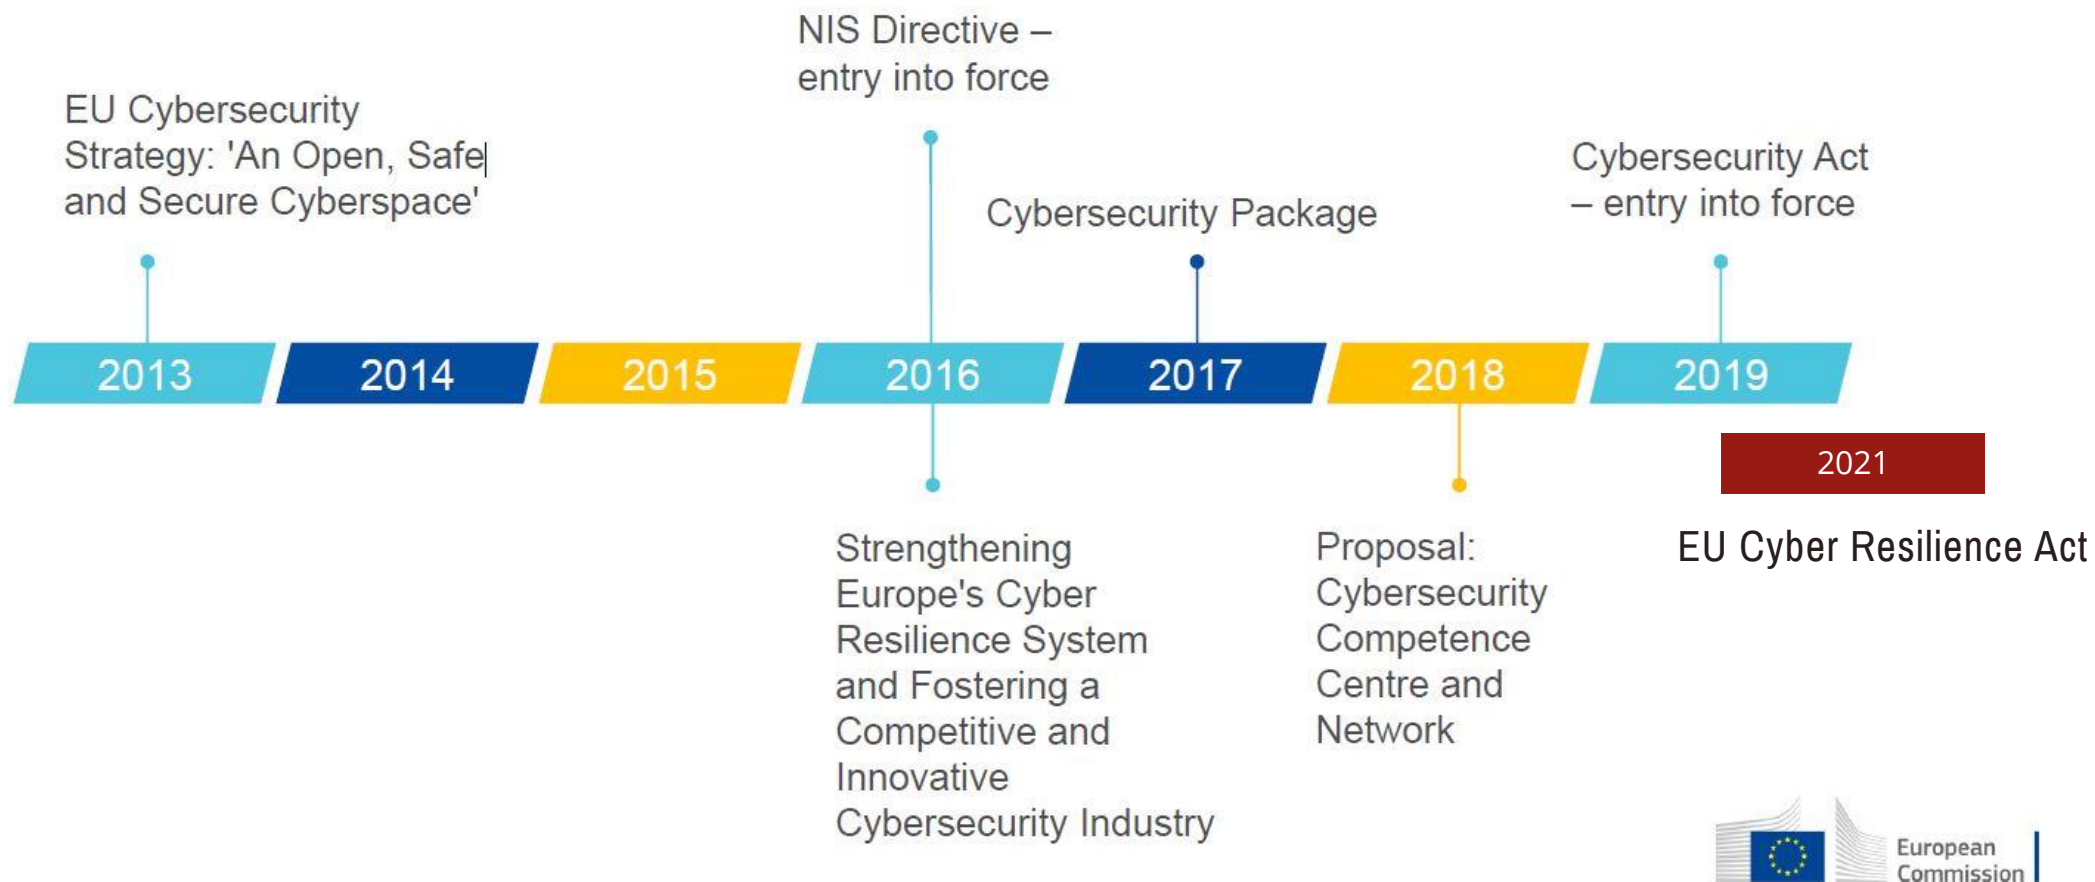 NIS Directive –
entry into force
EU Cybersecurity
Strategy: 'An Open, Safe
and Secure Cyberspace'
Cybersecurity Package
Cybersecurity Act
– entry into force
2013
2014
2015
2016
2017
2018
2019
2021
EU Cyber Resilience Act
Strengthening
Europe's Cyber
Resilience System
and Fostering a
Competitive and
Innovative
Cybersecurity Industry
Proposal:
Cybersecurity
Competence
Centre and
Network
European
Commission